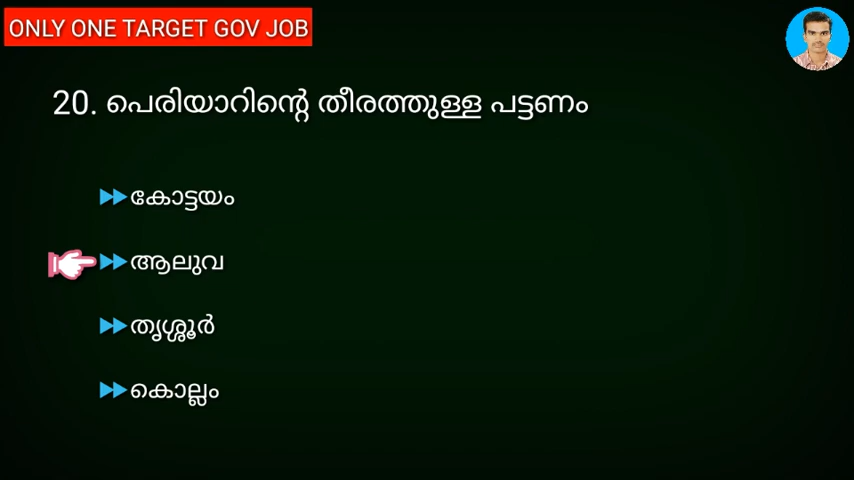 ONLY ONE TARGET GOV JOB
20. പെരിയാറിന്റെ തീരത്തുള്ള പട്ടണം
കോട്ടയം
ആലുവ
തൃശ്ശൂർ
കൊല്ലം